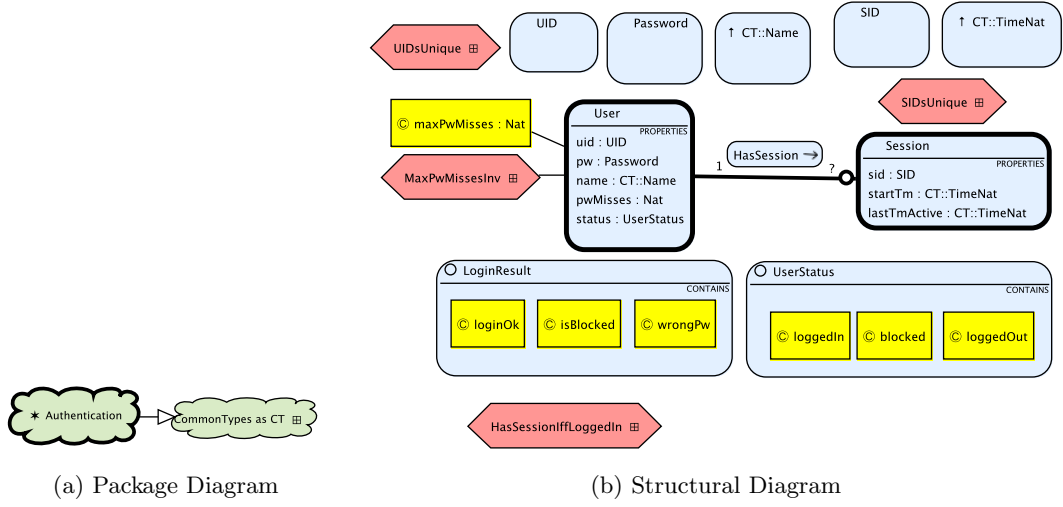 UIDsUnique ⊞
UID
Password
↑ CT::Name
SID
↑ CT::TimeNat
SIDsUnique ⊞
© maxPwMisses : Nat
MaxPwMissesInv ⊞
User
PROPERTIES
uid : UID
pw : Password
name : CT::Name
pwMisses : Nat
status : UserStatus
1
HasSession →
?
Session
PROPERTIES
sid : SID
startTm : CT::TimeNat
lastTmActive : CT::TimeNat
LoginResult
CONTAINS
© loginOk
© isBlocked
© wrongPw
UserStatus
CONTAINS
© loggedIn
© blocked
© loggedOut
✶ Authentication
CommonTypes as CT ⊞
HasSessionIffLoggedIn ⊞
(a) Package Diagram
(b) Structural Diagram